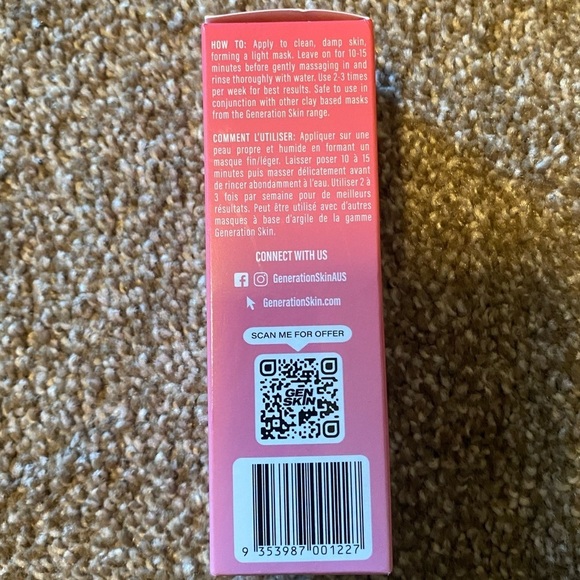 HOW TO: Apply to clean, damp skin,
forming a light mask. Leave on for 10-15
minutes before gently massaging in and
rinse thoroughly with water. Use 2-3 times
per week for best results. Safe to use in
conjunction with other clay based masks
from the Generation Skin range.
COMMENT L'UTILISER: Appliquer sur une
peau propre et humide en formant un
masque fin/léger. Laisser poser 10 à 15
minutes puis masser délicatement avant
de rincer abondamment à l'eau. Utiliser 2 à
3 fois par semaine pour de meilleurs
résultats. Peut être utilisé avec d'autres
masques à base d'argile de la gamme
Generation Skin.
CONNECT WITH US
GenerationSkinAUS
GenerationSkin.com
SCAN ME FOR OFFER
GEN
SKIN
9 353987 001227